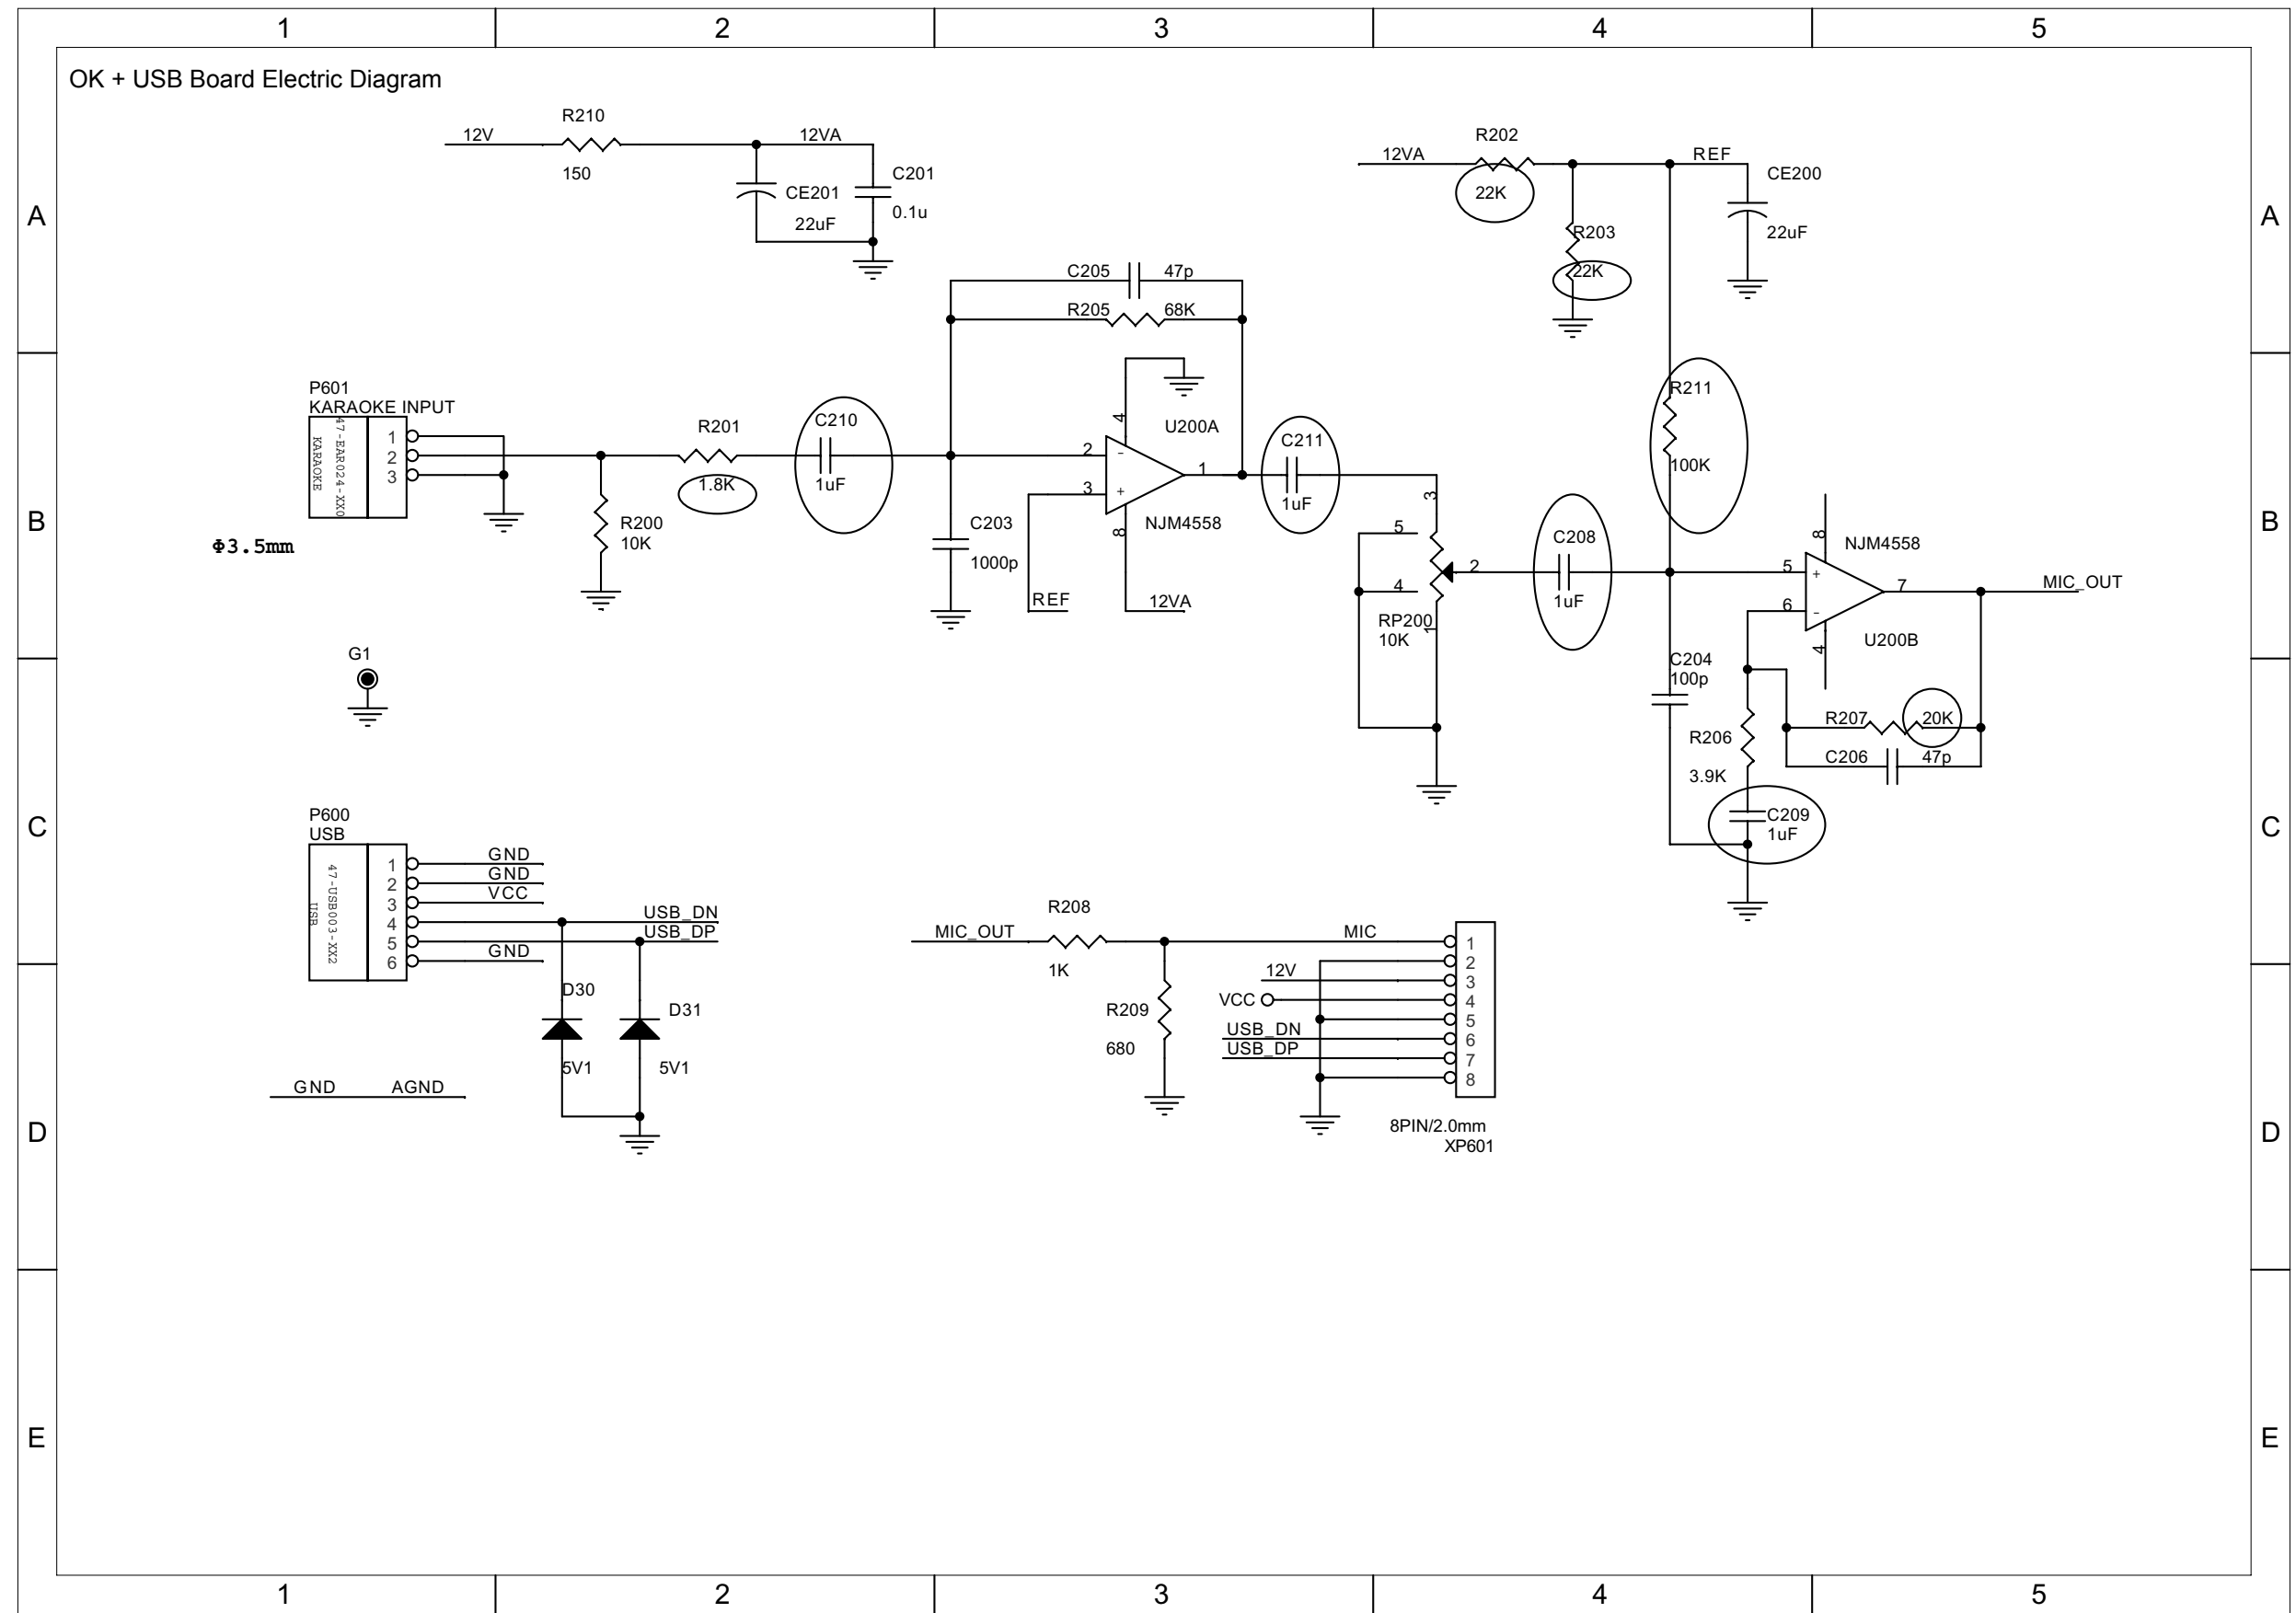 1 2 3 4 5
OK + USB Board Electric Diagram
A
A
12V
R210
150
12VA
CE201
22uF
C201
0.1u
12VA
R202
22K
REF
CE200
22uF
R203
22K
C205
47p
R205
68K
B
B
P601
KARAOKE INPUT
47-EAR024-XX0
KARAOKE
1
2
3
Φ3.5mm
R201
1.8K
R200
10K
C210
1uF
C203
1000p
4
U200A
2
-
3
+
1
8
NJM4558
REF
12VA
C211
1uF
3
5
4
2
1
RP200
10K
C208
1uF
R211
100K
8
NJM4558
5
+
6
-
7
MIC_OUT
4
U200B
G1
C204
100p
R207
20K
C206
47p
R206
3.9K
C209
1uF
C
C
P600
USB
47-USB003-XX2
USB
1 GND
2 GND
3 VCC
4 USB_DN
5 USB_DP
6 GND
D30
5V1
D31
5V1
GND AGND
MIC_OUT
R208
1K
R209
680
MIC
12V
VCC
USB_DN
USB_DP
1
2
3
4
5
6
7
8
8PIN/2.0mm
XP601
D
D
E
E
1 2 3 4 5